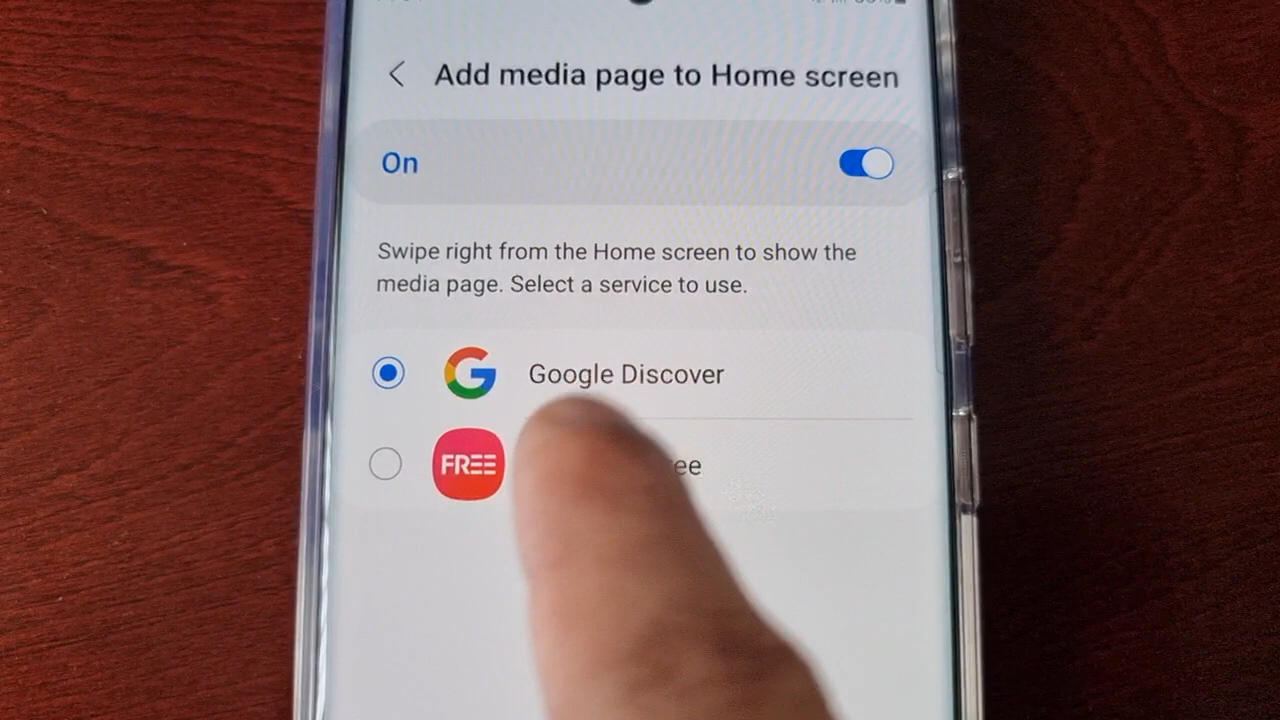 Add media page to Home screen
On
Swipe right from the Home screen to show the
media page. Select a service to use.
Google Discover
FREE